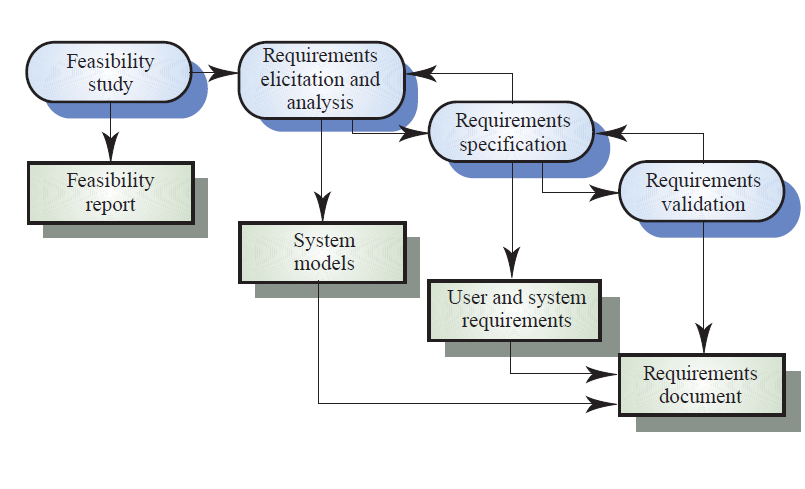 Feasibility
study
Requirements
elicitation and
analysis
Requirements
specification
Requirements
validation
Feasibility
report
System
models
User and system
requirements
Requirements
document